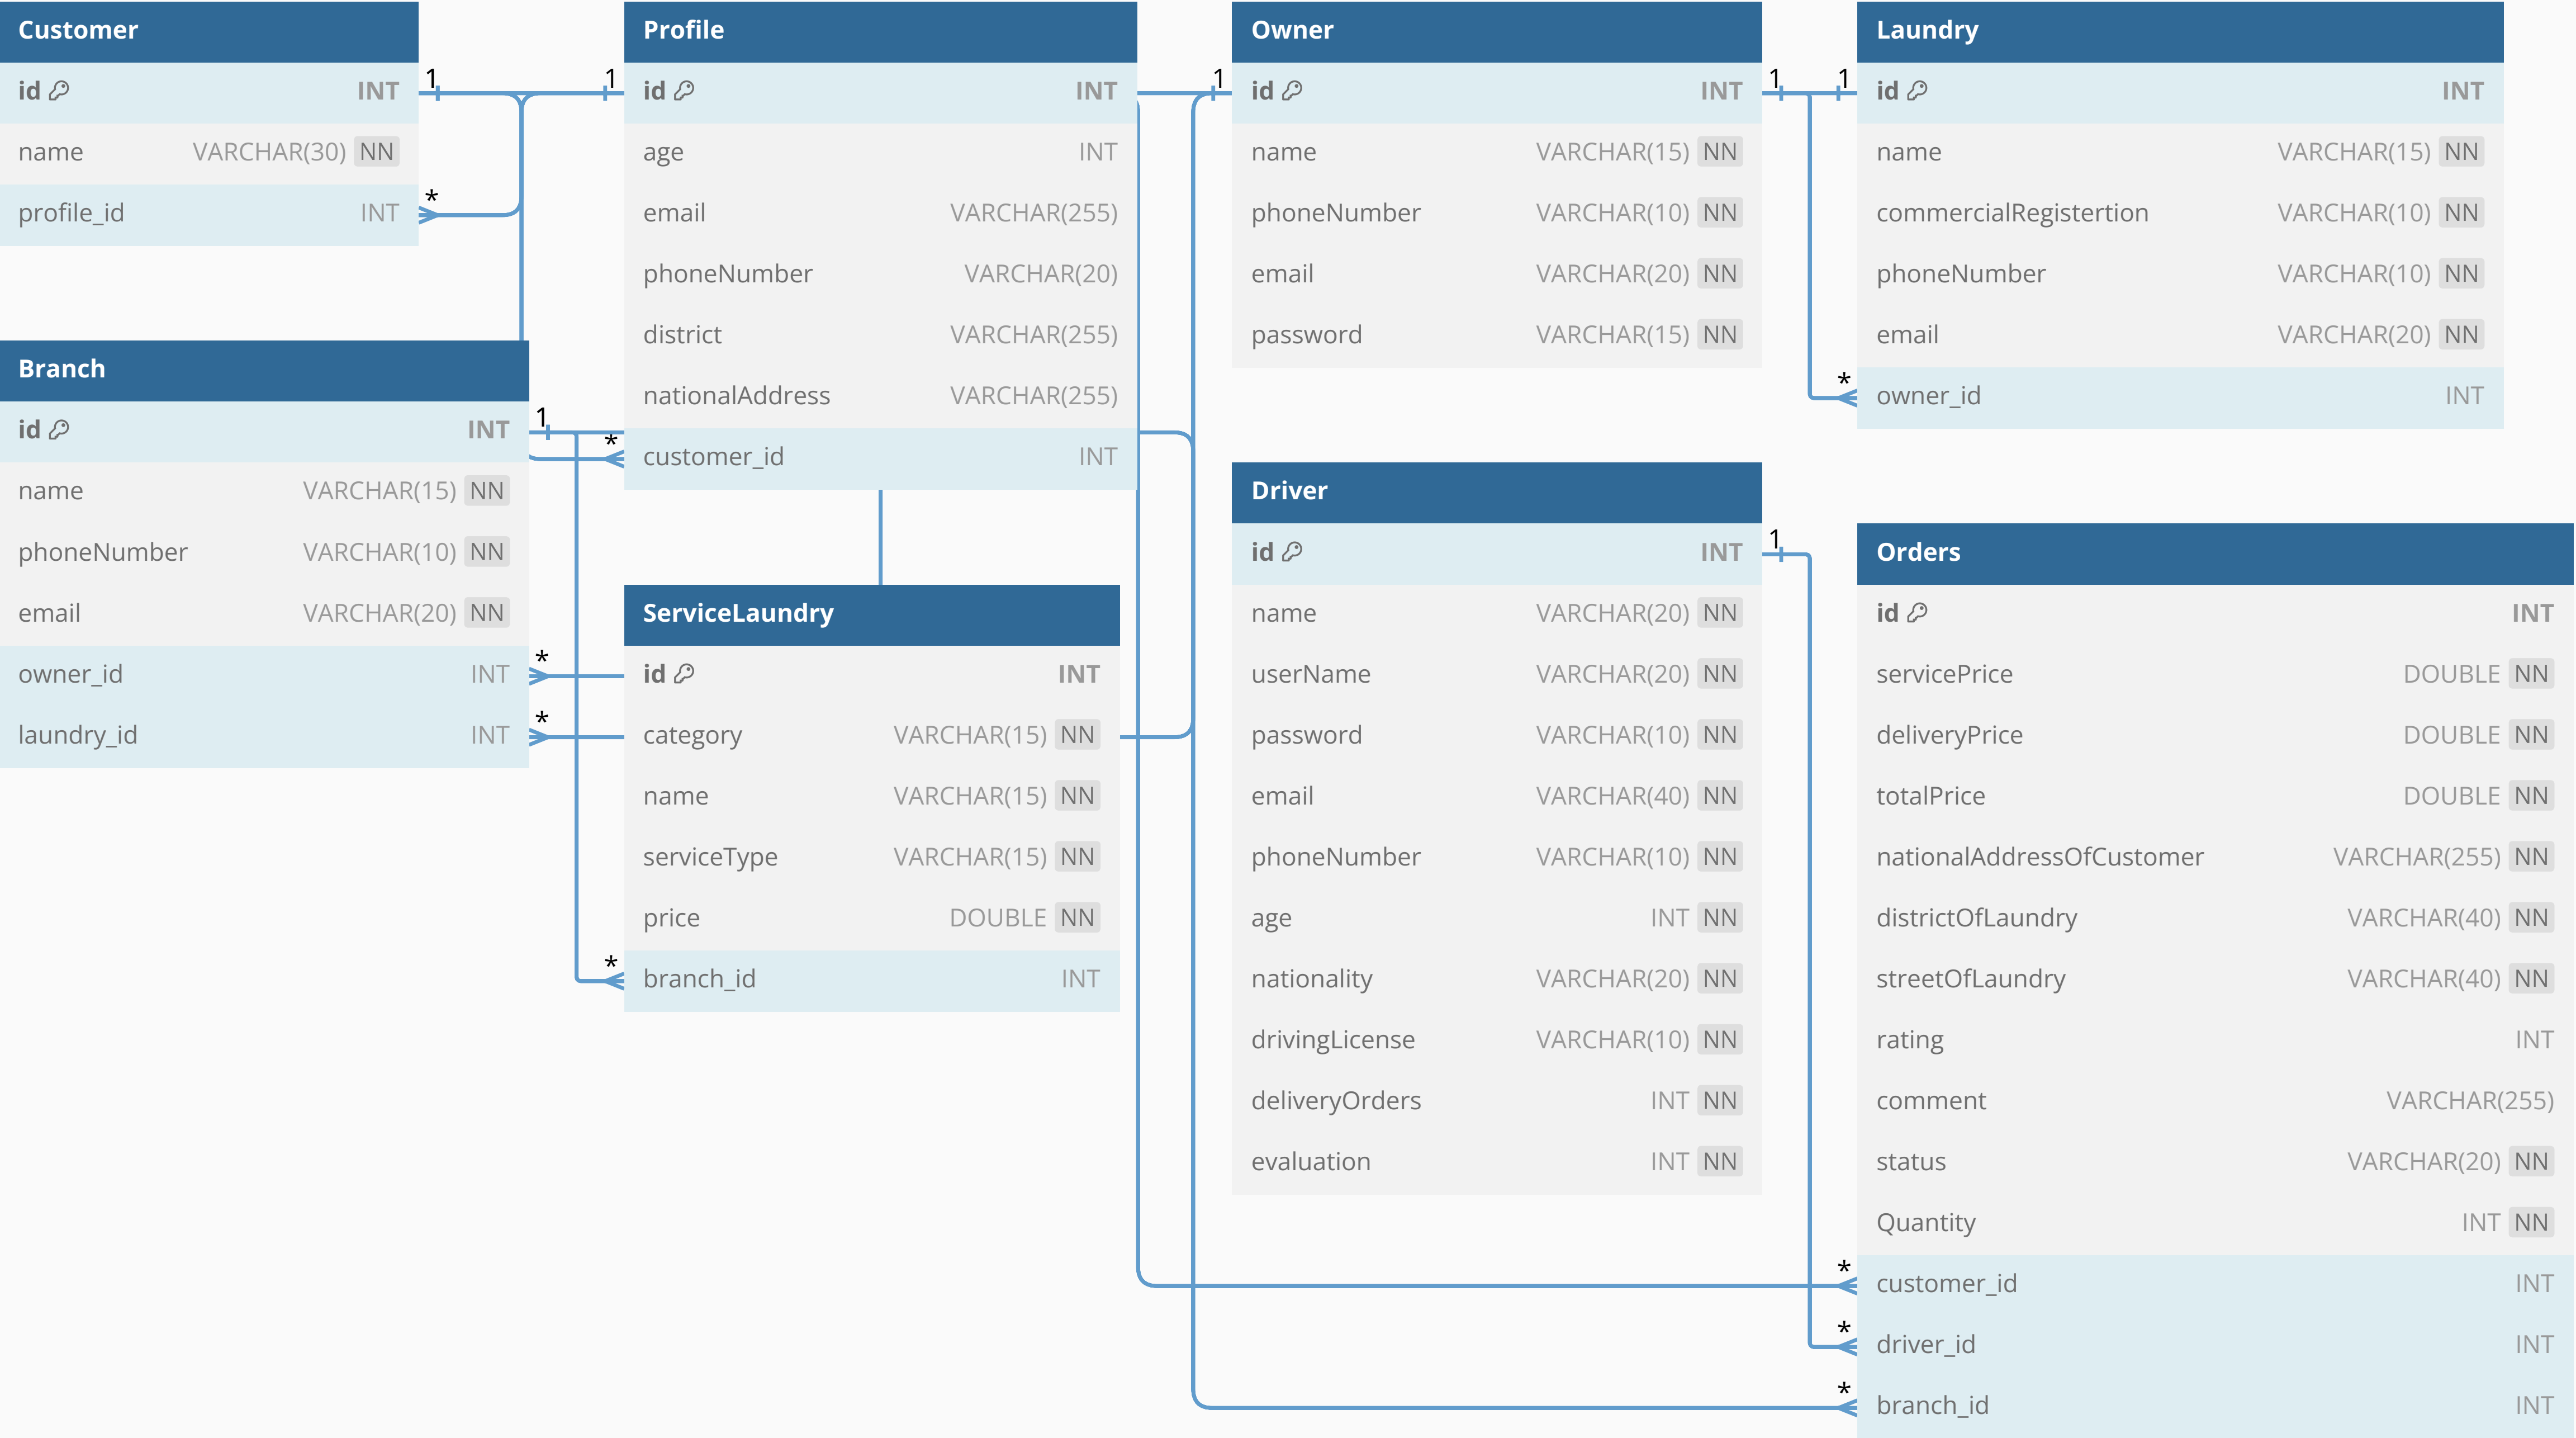 Customer
id INT
name VARCHAR(30) NN
profile_id INT
1
*
Profile
id INT
age INT
email VARCHAR(255)
phoneNumber VARCHAR(20)
district VARCHAR(255)
nationalAddress VARCHAR(255)
customer_id INT
1
*
Owner
id INT
name VARCHAR(15) NN
phoneNumber VARCHAR(10) NN
email VARCHAR(20) NN
password VARCHAR(15) NN
1
1
Laundry
id INT
name VARCHAR(15) NN
commercialRegistertion VARCHAR(10) NN
phoneNumber VARCHAR(10) NN
email VARCHAR(20) NN
owner_id INT
1
*
Branch
id INT
name VARCHAR(15) NN
phoneNumber VARCHAR(10) NN
email VARCHAR(20) NN
owner_id INT
laundry_id INT
1
*
*
ServiceLaundry
id INT
category VARCHAR(15) NN
name VARCHAR(15) NN
serviceType VARCHAR(15) NN
price DOUBLE NN
branch_id INT
*
Driver
id INT
name VARCHAR(20) NN
userName VARCHAR(20) NN
password VARCHAR(10) NN
email VARCHAR(40) NN
phoneNumber VARCHAR(10) NN
age INT NN
nationality VARCHAR(20) NN
drivingLicense VARCHAR(10) NN
deliveryOrders INT NN
evaluation INT NN
1
Orders
id INT
servicePrice DOUBLE NN
deliveryPrice DOUBLE NN
totalPrice DOUBLE NN
nationalAddressOfCustomer VARCHAR(255) NN
districtOfLaundry VARCHAR(40) NN
streetOfLaundry VARCHAR(40) NN
rating INT
comment VARCHAR(255)
status VARCHAR(20) NN
Quantity INT NN
customer_id INT
driver_id INT
branch_id INT
*
*
*